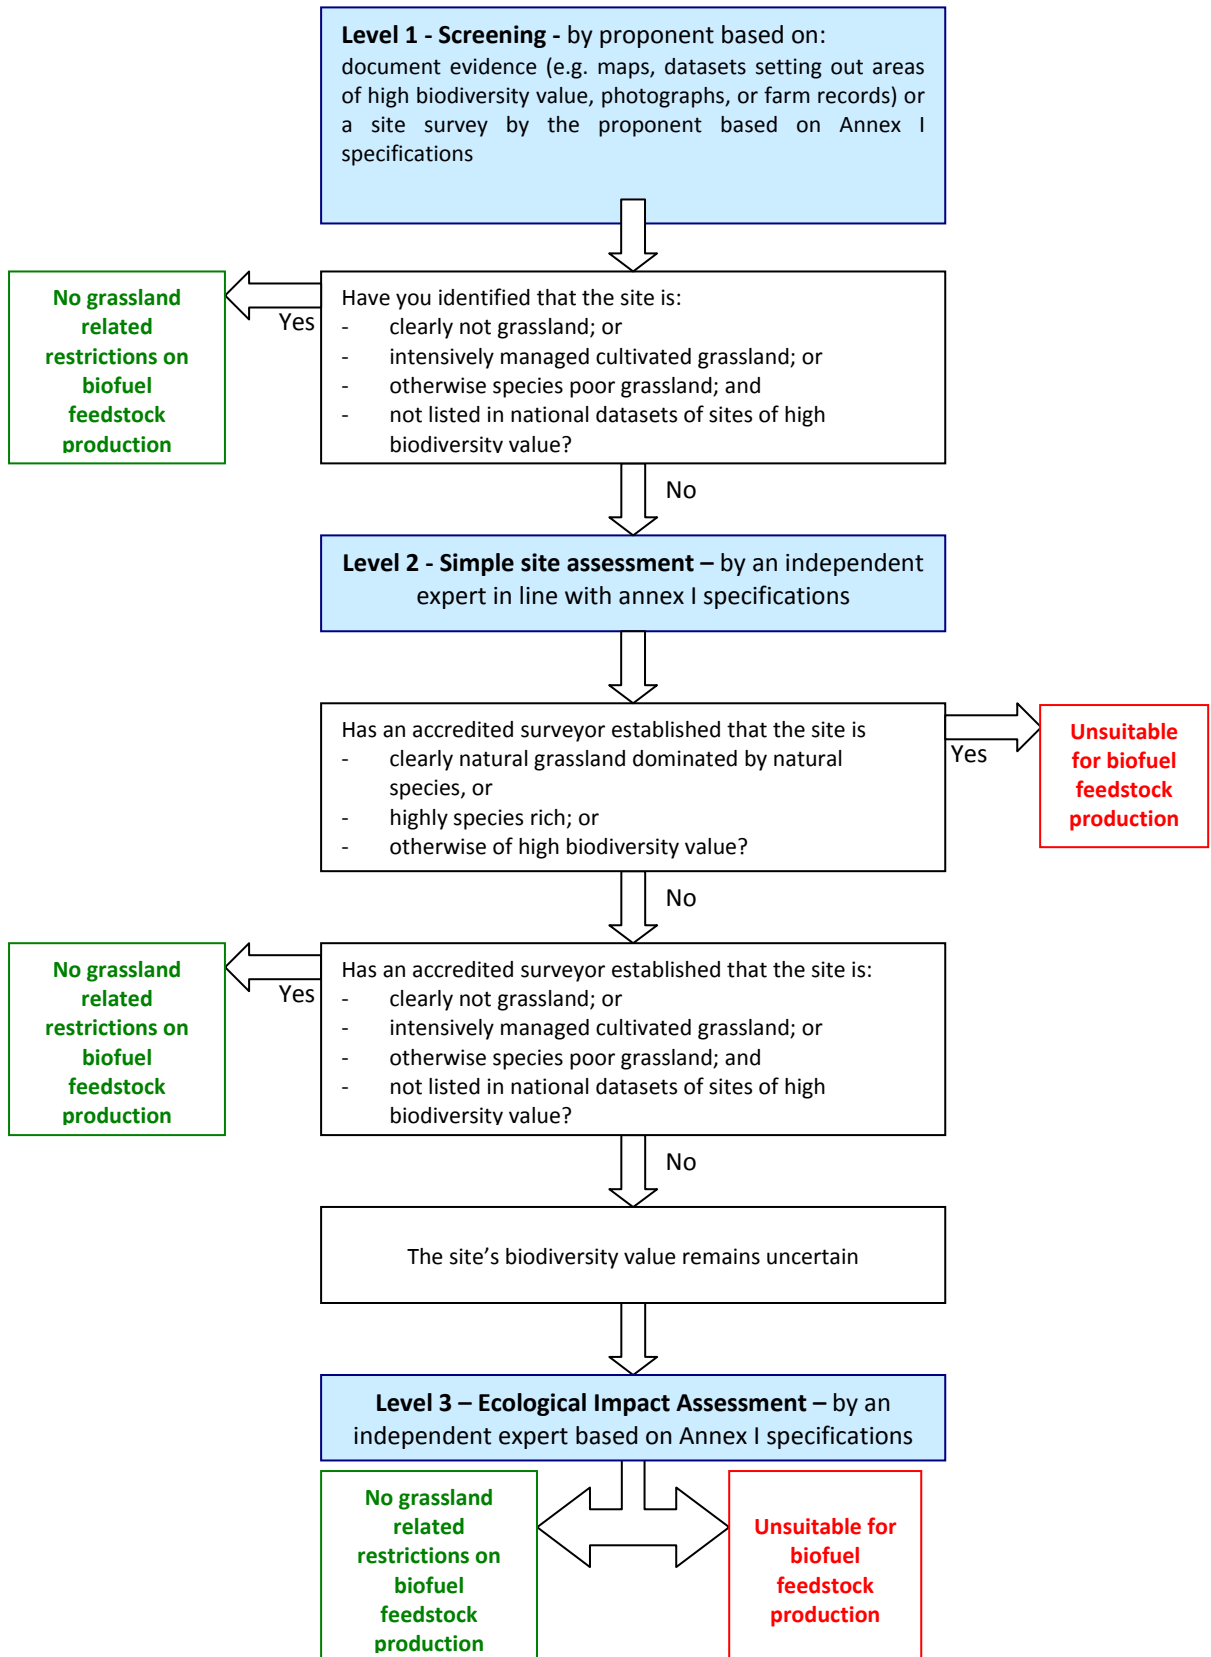 Level 1 - Screening - by proponent based on:
document evidence (e.g. maps, datasets setting out areas
of high biodiversity value, photographs, or farm records) or
a site survey by the proponent based on Annex I
specifications
No grassland
related
restrictions on
biofuel
feedstock
production
Yes
Have you identified that the site is:
- clearly not grassland; or
- intensively managed cultivated grassland; or
- otherwise species poor grassland; and
- not listed in national datasets of sites of high
biodiversity value?
No
Level 2 - Simple site assessment – by an independent
expert in line with annex I specifications
Has an accredited surveyor established that the site is
- clearly natural grassland dominated by natural
species, or
- highly species rich; or
- otherwise of high biodiversity value?
Yes
Unsuitable
for biofuel
feedstock
production
No
No grassland
related
restrictions on
biofuel
feedstock
production
Yes
Has an accredited surveyor established that the site is:
- clearly not grassland; or
- intensively managed cultivated grassland; or
- otherwise species poor grassland; and
- not listed in national datasets of sites of high
biodiversity value?
No
The site’s biodiversity value remains uncertain
Level 3 – Ecological Impact Assessment – by an
independent expert based on Annex I specifications
No grassland
related
restrictions on
biofuel
feedstock
production
Unsuitable for
biofuel
feedstock
production